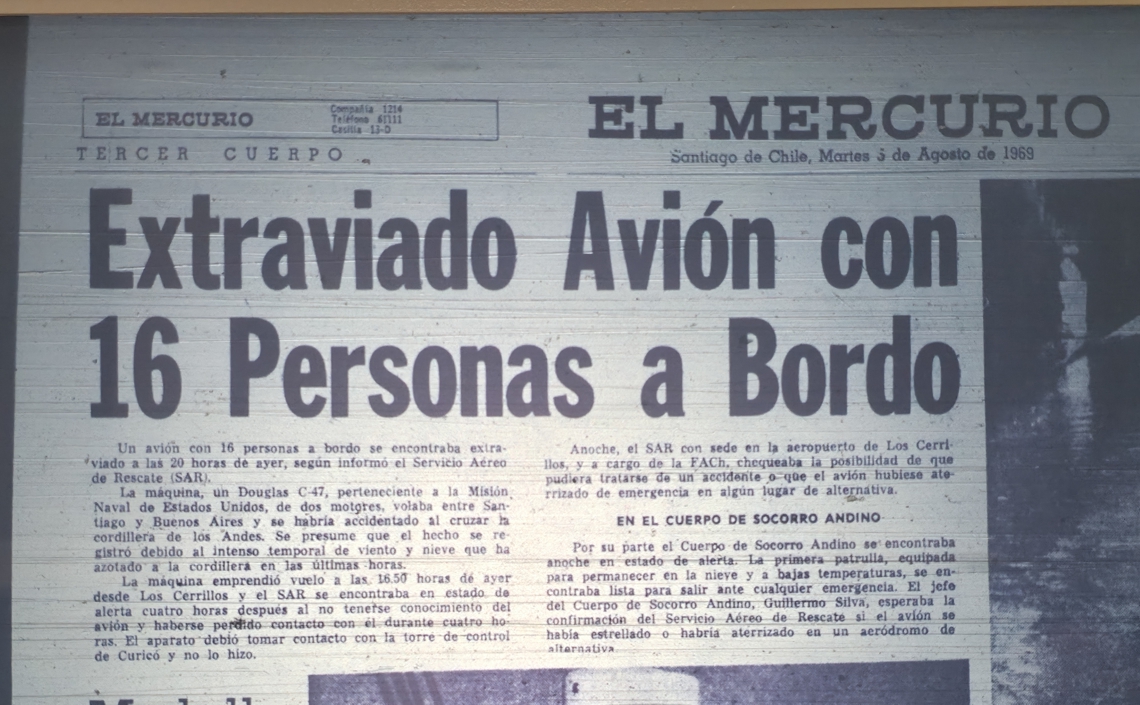 EL MERCURIO
Compañía 1214
Teléfono 61111
Casilla 13-D
TERCER CUERPO
EL MERCURIO
Santiago de Chile, Martes 5 de Agosto de 1969
Extraviado Avión con
16 Personas a Bordo
Un avión con 16 personas a bordo se encontraba extra-
viado a las 20 horas de ayer, según informó el Servicio Aéreo
de Rescate (SAR).
La máquina, un Douglas C-47, perteneciente a la Misión
Naval de Estados Unidos, de dos motores, volaba entre San-
tiago y Buenos Aires y se habría accidentado al cruzar la
cordillera de los Andes. Se presume que el hecho se re-
gistró debido al intenso temporal de viento y nieve que ha
azotado a la cordillera en las últimas horas.
La máquina emprendió vuelo a las 16.50 horas de ayer
desde Los Cerrillos y el SAR se encontraba en estado de
alerta cuatro horas después al no tenerse conocimiento del
avión y haberse perdido contacto con él durante cuatro ho-
ras. El aparato debió tomar contacto con la torre de control
de Curicó y no lo hizo.
Anoche, el SAR con sede en la aeropuerto de Los Cerri-
llos, y a cargo de la FACh, chequeaba la posibilidad de que
pudiera tratarse de un accidente o que el avión hubiese ate-
rrizado de emergencia en algún lugar de alternativa.
EN EL CUERPO DE SOCORRO ANDINO
Por su parte el Cuerpo de Socorro Andino se encontraba
anoche en estado de alerta. La primera patrulla, equipada
para permanecer en la nieve y a bajas temperaturas, se en-
contraba lista para salir ante cualquier emergencia. El jefe
del Cuerpo de Socorro Andino, Guillermo Silva, esperaba la
confirmación del Servicio Aéreo de Rescate si el avión se
había estrellado o habría aterrizado en un aeródromo de
alternativa.